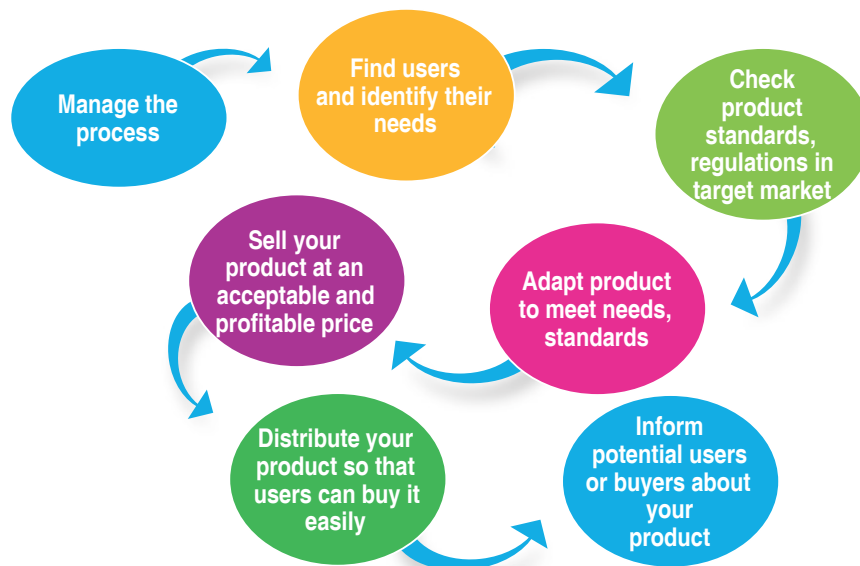 Manage the
process
Find users
and identify their
needs
Check
product
standards,
regulations in
target market
Adapt product
to meet needs,
standards
Sell your
product at an
acceptable and
profitable price
Distribute your
product so that
users can buy it
easily
Inform
potential users
or buyers about
your
product